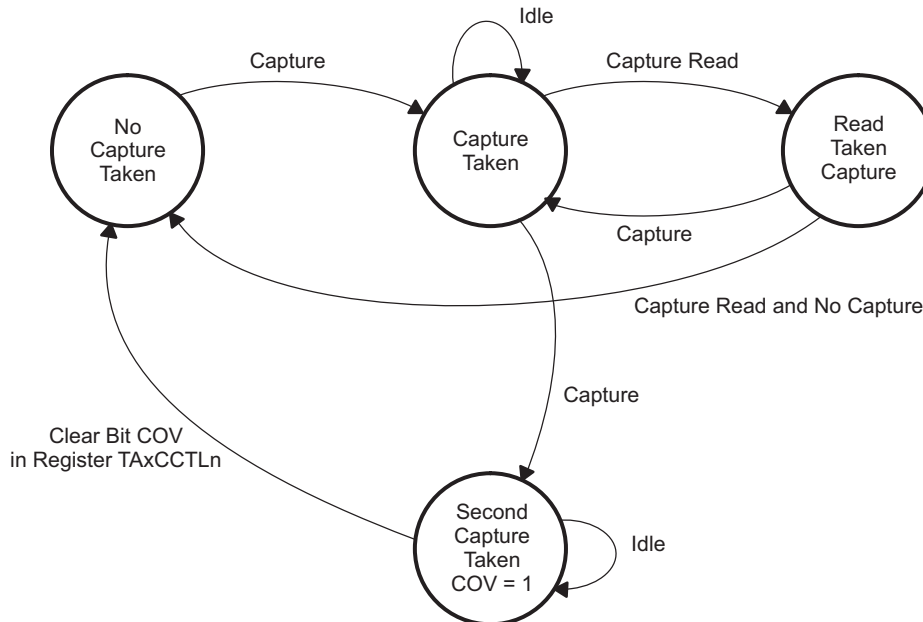 Idle
Capture
Capture Read
No
Capture
Taken
Capture
Taken
Read
Taken
Capture
Capture
Capture Read and No Capture
Capture
Clear Bit COV
in Register TAxCCTLn
Second
Capture
Taken
COV = 1
Idle